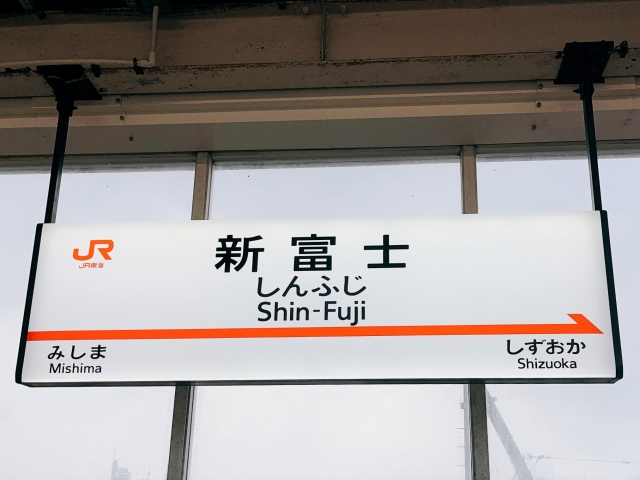 JR
JR東海
新富士
しんふじ
Shin-Fuji
みしま
Mishima
しずおか
Shizuoka